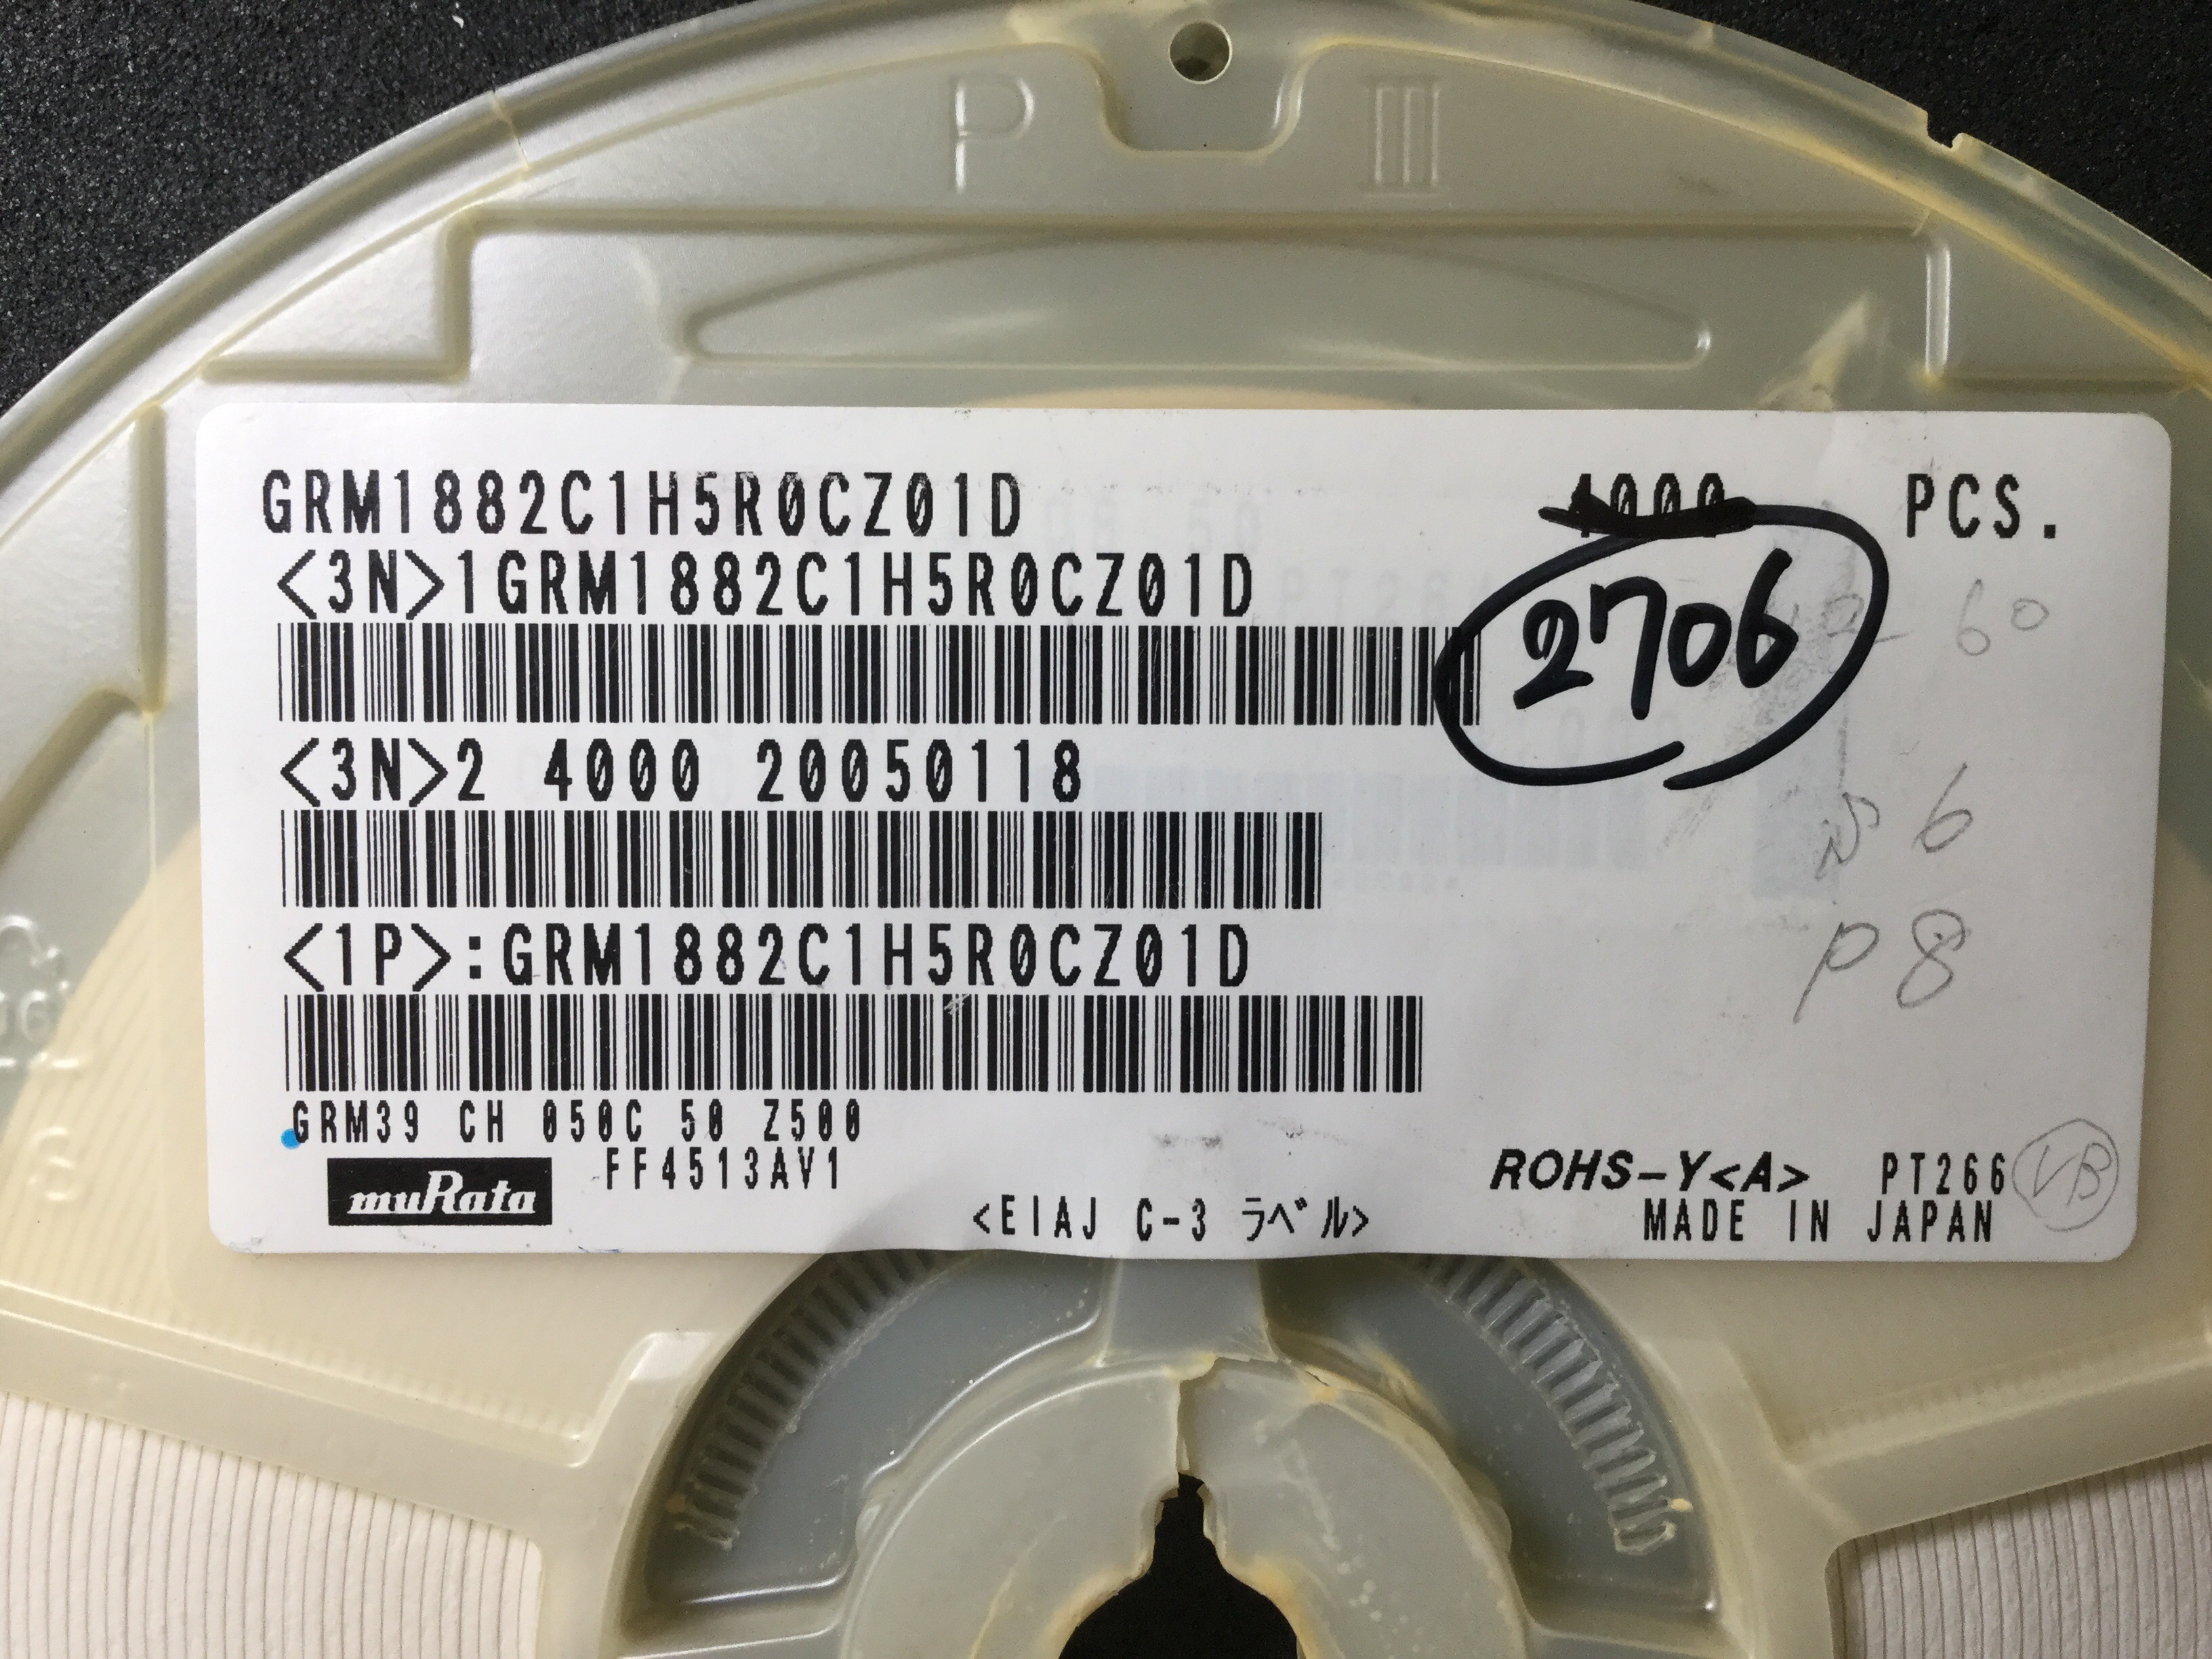 P III
GRM1882C1H5R0CZ01D 4000 PCS.
<3N>1GRM1882C1H5R0CZ01D
2706
60
<3N>2 4000 20050118
6
<1P>:GRM1882C1H5R0CZ01D
P8
GRM39 CH 050C 50 Z500
muRata FF4513AV1
ROHS-Y<A> PT266 VB
<EIAJ C-3 ラベル> MADE IN JAPAN